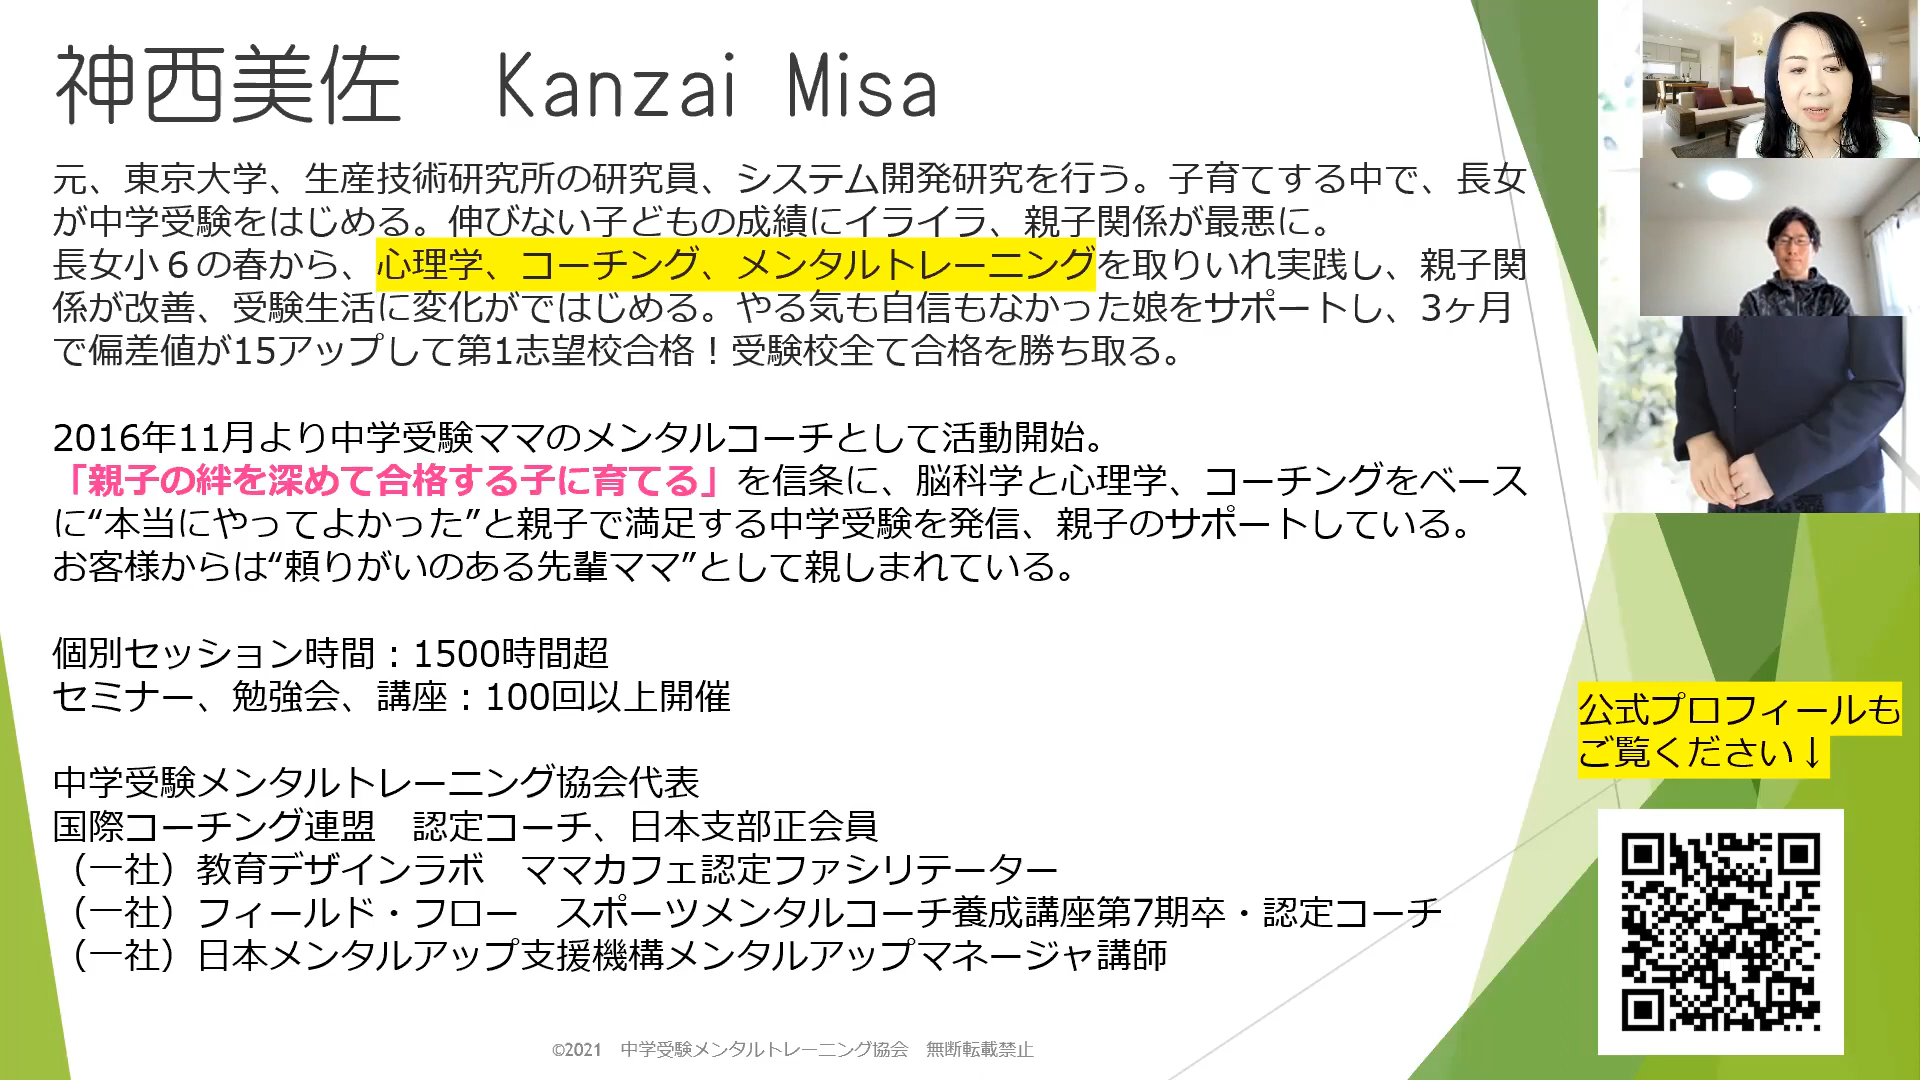 神西美佐　Kanzai Misa
元、東京大学、生産技術研究所の研究員、システム開発研究を行う。子育てする中で、長女
が中学受験をはじめる。伸びない子どもの成績にイライラ、親子関係が最悪に。
長女小６の春から、心理学、コーチング、メンタルトレーニングを取りいれ実践し、親子関
係が改善、受験生活に変化がではじめる。やる気も自信もなかった娘をサポートし、3ヶ月
で偏差値が15アップして第1志望校合格！受験校全て合格を勝ち取る。
2016年11月より中学受験ママのメンタルコーチとして活動開始。
「親子の絆を深めて合格する子に育てる」を信条に、脳科学と心理学、コーチングをベース
に“本当にやってよかった”と親子で満足する中学受験を発信、親子のサポートしている。
お客様からは“頼りがいのある先輩ママ”として親しまれている。
個別セッション時間：1500時間超
セミナー、勉強会、講座：100回以上開催
中学受験メンタルトレーニング協会代表
国際コーチング連盟　認定コーチ、日本支部正会員
（一社）教育デザインラボ　ママカフェ認定ファシリテーター
（一社）フィールド・フロー　スポーツメンタルコーチ養成講座第7期卒・認定コーチ
（一社）日本メンタルアップ支援機構メンタルアップマネージャ講師
公式プロフィールも
ご覧ください↓
©2021　中学受験メンタルトレーニング協会　無断転載禁止